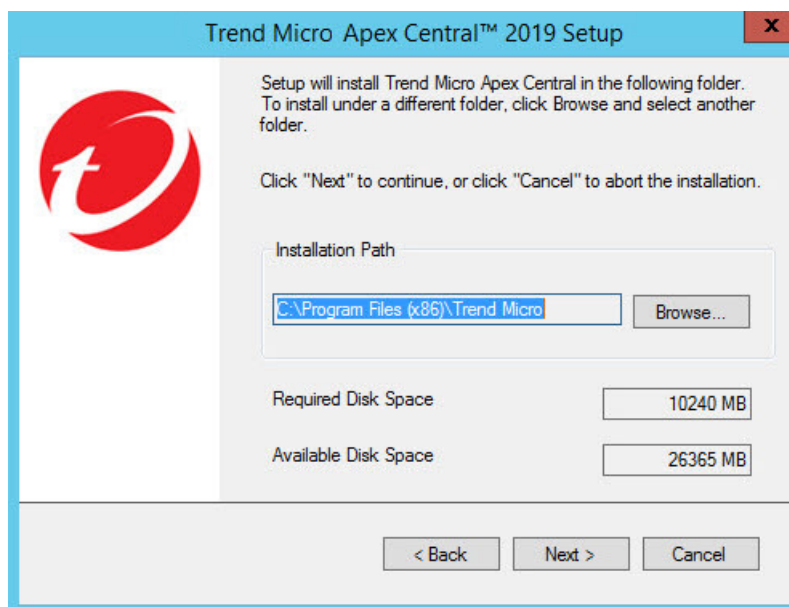 Trend Micro Apex Central™ 2019 Setup
x
Setup will install Trend Micro Apex Central in the following folder.
To install under a different folder, click Browse and select another
folder.
Click "Next" to continue, or click "Cancel" to abort the installation.
Installation Path
C:\Program Files (x86)\Trend Micro
Browse...
Required Disk Space
10240 MB
Available Disk Space
26365 MB
< Back
Next >
Cancel